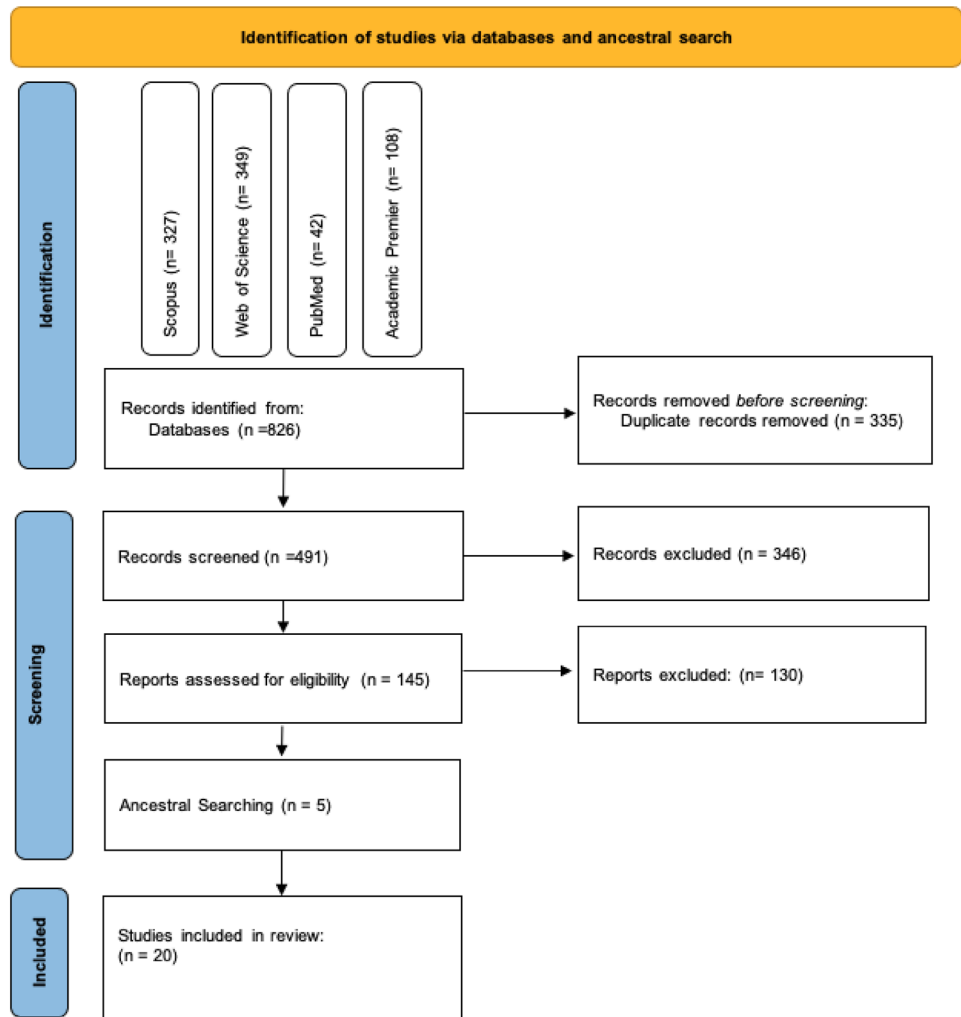 Identification of studies via databases and ancestral search
Identification
Scopus (n= 327)
Web of Science (n= 349)
PubMed (n= 42)
Academic Premier (n= 108)
Records identified from:
Databases (n =826)
Records removed before screening:
Duplicate records removed (n = 335)
Screening
Records screened (n =491)
Records excluded (n = 346)
Reports assessed for eligibility (n = 145)
Reports excluded: (n= 130)
Ancestral Searching (n = 5)
Included
Studies included in review:
(n = 20)